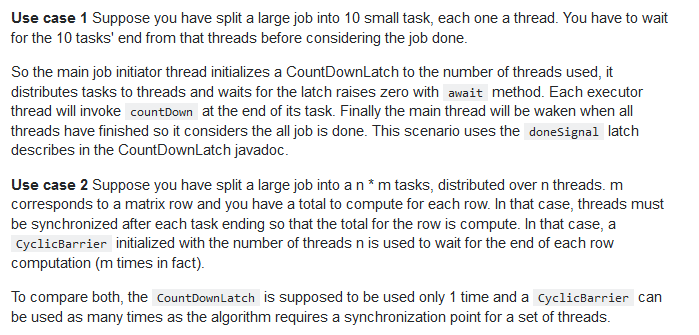 Use case 1 Suppose you have split a large job into 10 small task, each one a thread. You have to wait
for the 10 tasks' end from that threads before considering the job done.
So the main job initiator thread initializes a CountDownLatch to the number of threads used, it
distributes tasks to threads and waits for the latch raises zero with await method. Each executor
thread will invoke countDown at the end of its task. Finally the main thread will be waken when all
threads have finished so it considers the all job is done. This scenario uses the doneSignal latch
describes in the CountDownLatch javadoc.
Use case 2 Suppose you have split a large job into a n * m tasks, distributed over n threads. m
corresponds to a matrix row and you have a total to compute for each row. In that case, threads must
be synchronized after each task ending so that the total for the row is compute. In that case, a
CyclicBarrier initialized with the number of threads n is used to wait for the end of each row
computation (m times in fact).
To compare both, the CountDownLatch is supposed to be used only 1 time and a CyclicBarrier can
be used as many times as the algorithm requires a synchronization point for a set of threads.